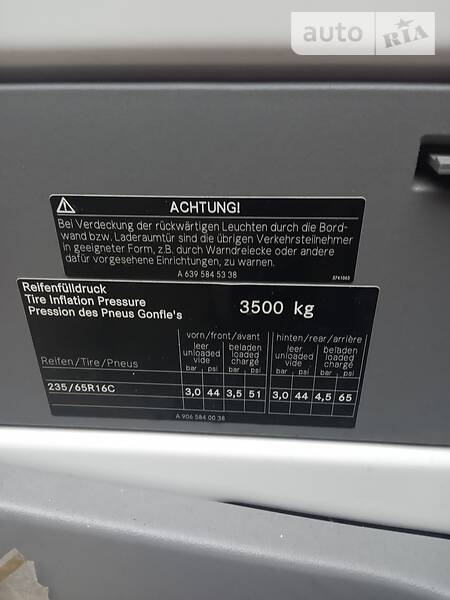 auto RIA
ACHTUNG!
Bei Verdeckung der rückwärtigen Leuchten durch die Bord-
wand bzw. Laderaumtür sind die übrigen Verkehrsteilnehmer
in geeigneter Form, z.B. durch Warndreiecke oder andere
dafür vorgesehene Einrichtungen, zu warnen.
A 639 584 53 38
Reifenfülldruck
Tire Inflation Pressure
Pression des Pneus Gonfle's
3500 kg
vorn/front/avant hinten/rear/arrière
leer beladen leer beladen
unloaded loaded unloaded loaded
vide chargé vide chargé
Reifen/Tire/Pneus bar psi bar psi bar psi bar psi
235/65R16C 3,0 44 3,5 51 3,0 44 4,5 65
A 906 584 00 38